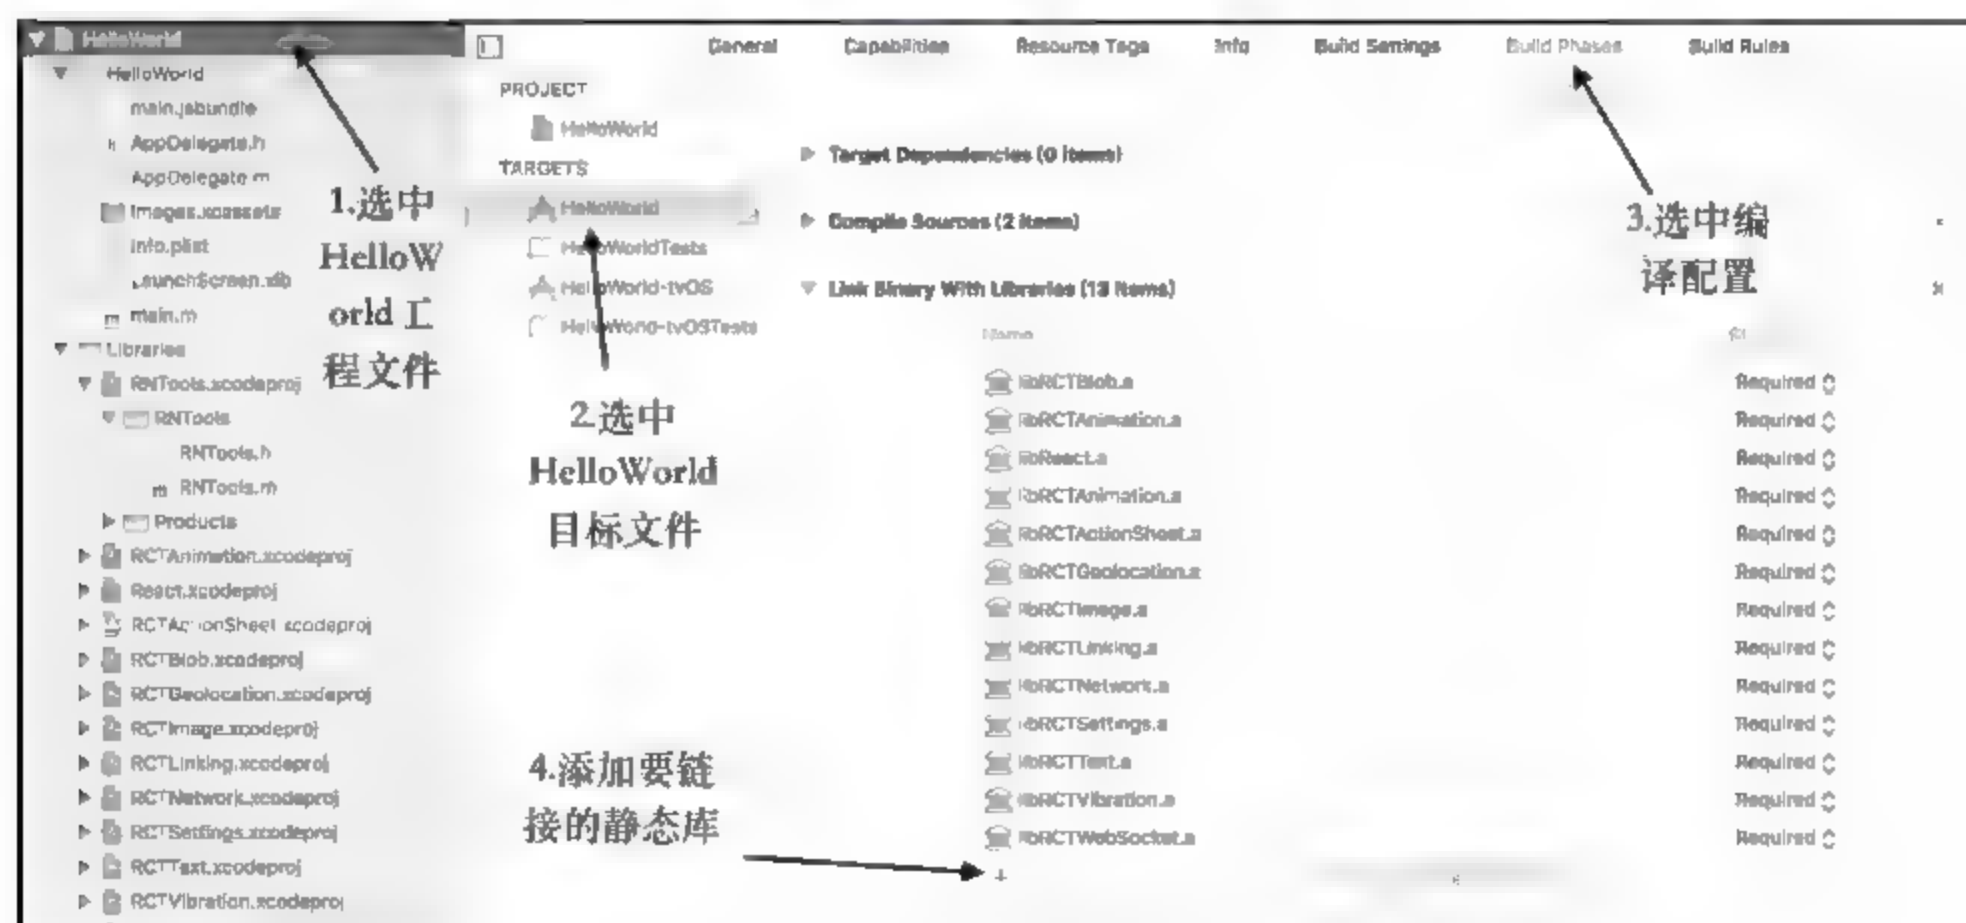 HelloWorld
HelloWorld
main.jsbundle
AppDelegate.h
AppDelegate.m
Images.xcassets
Info.plist
LaunchScreen.xib
main.m
Libraries
RNTools.xcodeproj
RNTools
RNTools.h
RNTools.m
Products
RCTAnimation.xcodeproj
React.xcodeproj
RCTActionSheet.xcodeproj
RCTBlob.xcodeproj
RCTGeolocation.xcodeproj
RCTImage.xcodeproj
RCTLinking.xcodeproj
RCTNetwork.xcodeproj
RCTSettings.xcodeproj
RCTText.xcodeproj
RCTVibration.xcodeproj
1.选中
HelloW
orld 工
程文件
General Capabilities Resource Tags Info Build Settings Build Phases Build Rules
PROJECT
HelloWorld
TARGETS
HelloWorld
HelloWorldTests
HelloWorld-tvOS
HelloWorld-tvOSTests
2.选中
HelloWorld
目标文件
3.选中编
译配置
Target Dependencies (0 items)
Compile Sources (2 items)
Link Binary With Libraries (13 items)
Name
libRCTBlob.a Required
libRCTAnimation.a Required
libReact.a Required
libRCTAnimation.a Required
libRCTActionSheet.a Required
libRCTGeolocation.a Required
libRCTImage.a Required
libRCTLinking.a Required
libRCTNetwork.a Required
libRCTSettings.a Required
libRCTText.a Required
libRCTVibration.a Required
libRCTWebSocket.a Required
+
4.添加要链
接的静态库